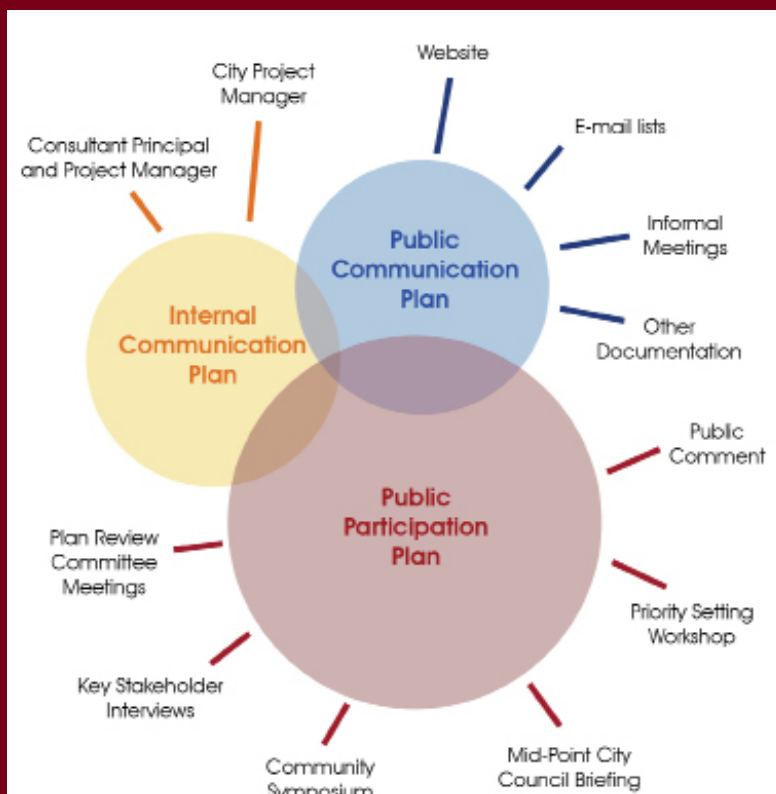 Website
City Project
Manager
E-mail lists
Consultant Principal
and Project Manager
Informal
Meetings
Public
Communication
Plan
Internal
Communication
Plan
Other
Documentation
Public
Comment
Public
Participation
Plan
Plan Review
Committee
Meetings
Priority Setting
Workshop
Key Stakeholder
Interviews
Mid-Point City
Council Briefing
Community
Symposium